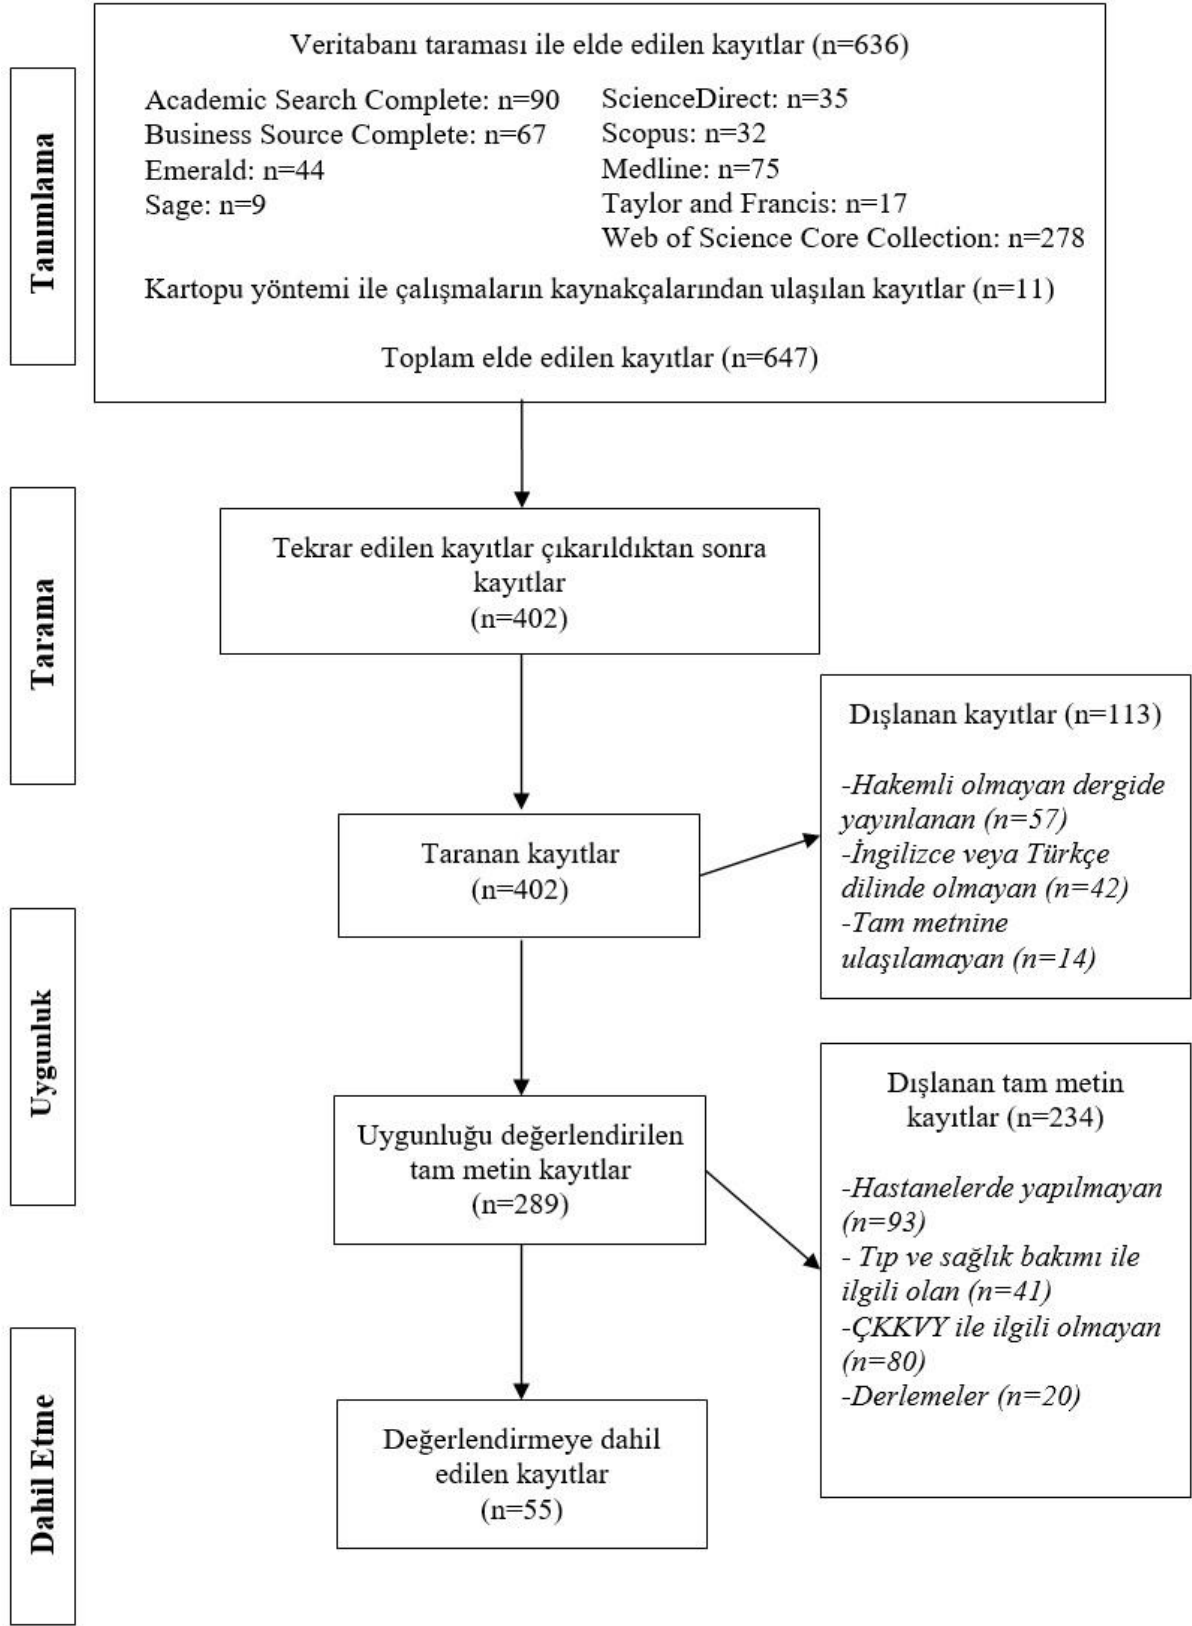 Veritabanı taraması ile elde edilen kayıtlar (n=636)
Academic Search Complete: n=90
Business Source Complete: n=67
Emerald: n=44
Sage: n=9
ScienceDirect: n=35
Scopus: n=32
Medline: n=75
Taylor and Francis: n=17
Web of Science Core Collection: n=278
Kartopu yöntemi ile çalışmaların kaynakçalarından ulaşılan kayıtlar (n=11)
Toplam elde edilen kayıtlar (n=647)
Tanımlama
Tekrar edilen kayıtlar çıkarıldıktan sonra
kayıtlar
(n=402)
Tarama
Taranan kayıtlar
(n=402)
Dışlanan kayıtlar (n=113)
-Hakemli olmayan dergide
yayınlanan (n=57)
-İngilizce veya Türkçe
dilinde olmayan (n=42)
-Tam metnine
ulaşılamayan (n=14)
Uygunluk
Uygunluğu değerlendirilen
tam metin kayıtlar
(n=289)
Dışlanan tam metin
kayıtlar (n=234)
-Hastanelerde yapılmayan
(n=93)
- Tıp ve sağlık bakımı ile
ilgili olan (n=41)
-ÇKKVY ile ilgili olmayan
(n=80)
-Derlemeler (n=20)
Dahil Etme
Değerlendirmeye dahil
edilen kayıtlar
(n=55)